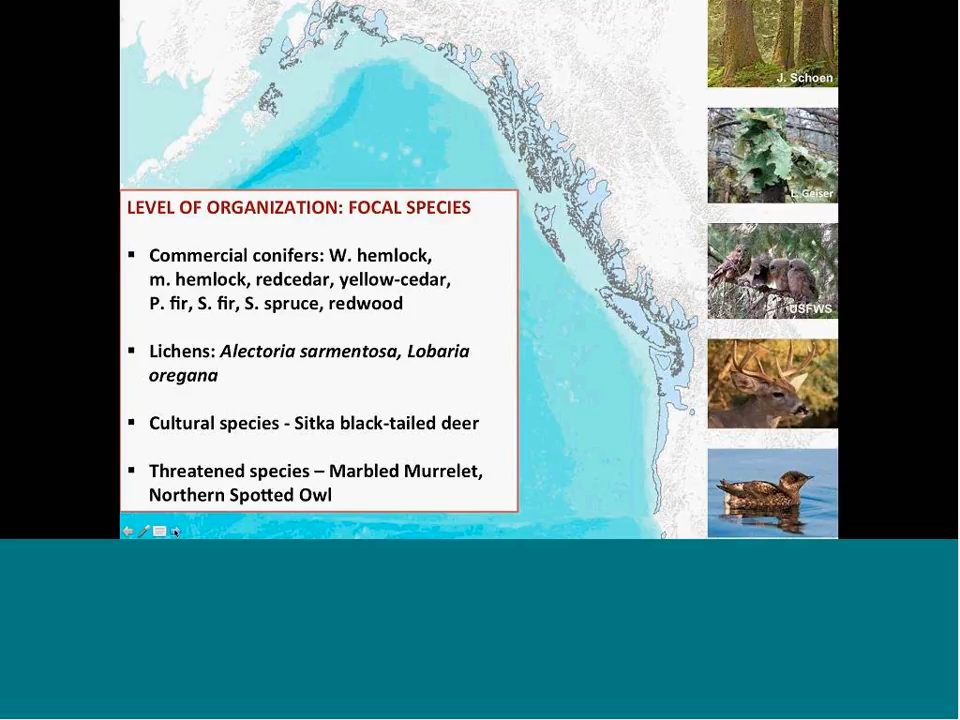 LEVEL OF ORGANIZATION: FOCAL SPECIES
▪ Commercial conifers: W. hemlock,
m. hemlock, redcedar, yellow-cedar,
P. fir, S. fir, S. spruce, redwood
▪ Lichens: Alectoria sarmentosa, Lobaria
oregana
▪ Cultural species - Sitka black-tailed deer
▪ Threatened species – Marbled Murrelet,
Northern Spotted Owl
J. Schoen
L. Geiser
USFWS